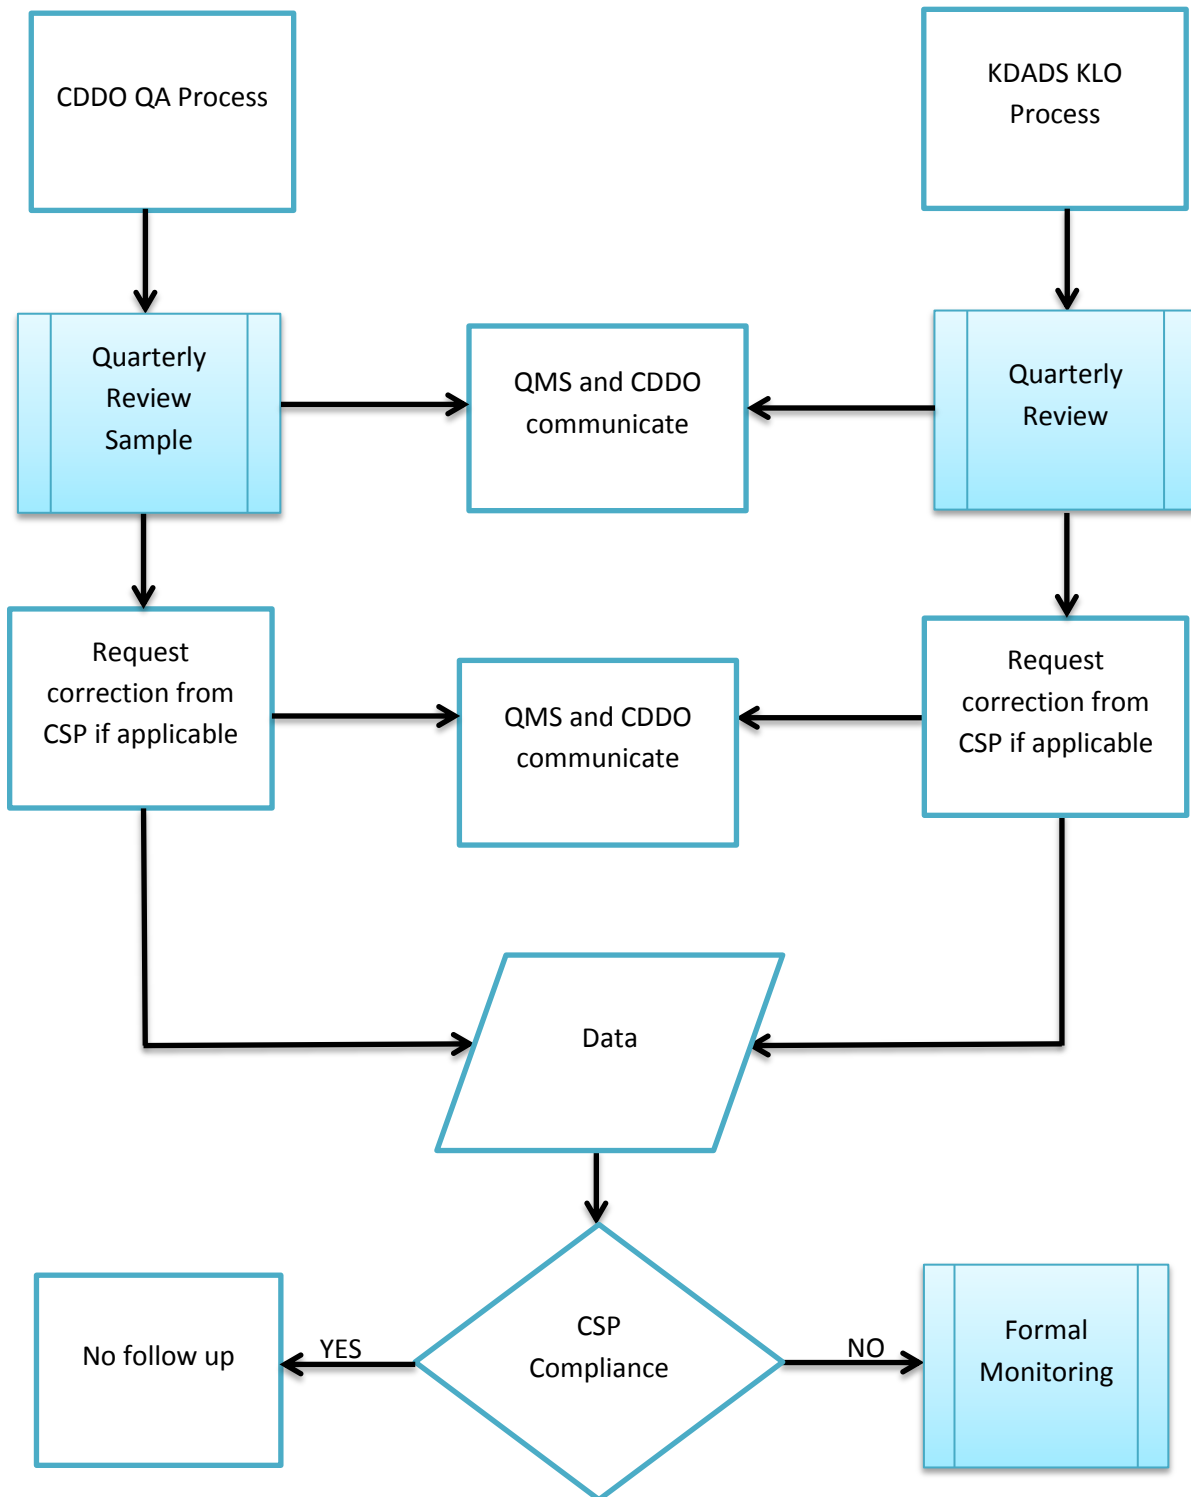 CDDO QA Process
KDADS KLO
Process
Quarterly
Review
Sample
QMS and CDDO
communicate
Quarterly
Review
Request
correction from
CSP if applicable
QMS and CDDO
communicate
Request
correction from
CSP if applicable
Data
No follow up
YES
CSP
Compliance
NO
Formal
Monitoring